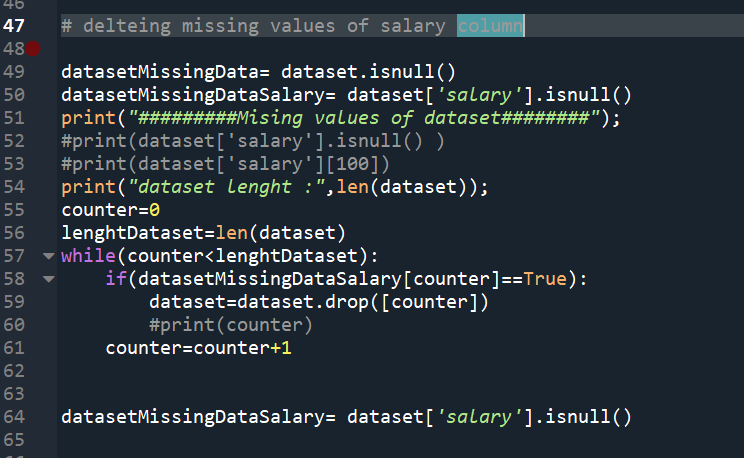 46
47 # delteing missing values of salary column
48
49 datasetMissingData= dataset.isnull()
50 datasetMissingDataSalary= dataset['salary'].isnull()
51 print("#########Mising values of dataset########");
52 #print(dataset['salary'].isnull() )
53 #print(dataset['salary'][100])
54 print("dataset lenght :",len(dataset));
55 counter=0
56 lenghtDataset=len(dataset)
57 while(counter<lenghtDataset):
58     if(datasetMissingDataSalary[counter]==True):
59         dataset=dataset.drop([counter])
60         #print(counter)
61     counter=counter+1
62
63
64 datasetMissingDataSalary= dataset['salary'].isnull()
65